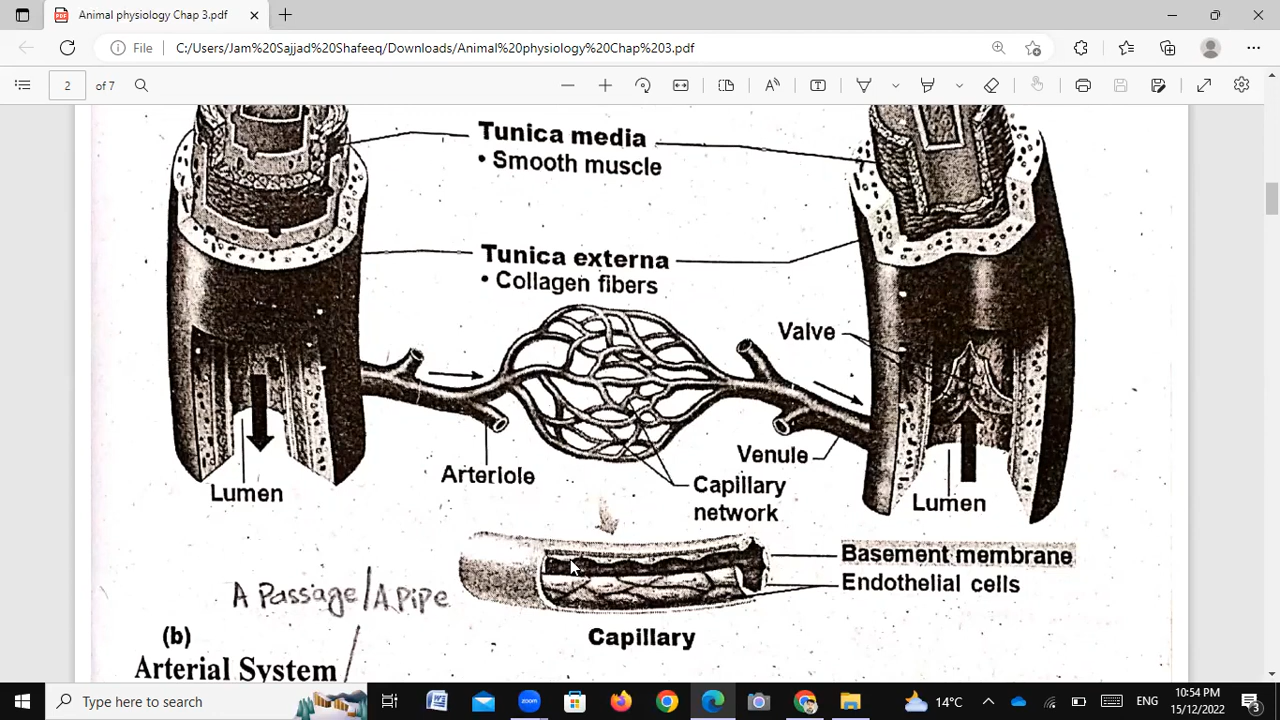 Animal physiology Chap 3.pdf
File
C:/Users/Jam%20Sajjad%20Shafeeq/Downloads/Animal%20physiology%20Chap%203.pdf
2
of 7
Tunica media
• Smooth muscle
Tunica externa
• Collagen fibers
Valve
Arteriole
Venule
Capillary
network
Lumen
Lumen
Basement membrane
Endothelial cells
A Passage/A Pipe
Capillary
(b)
Arterial System
Type here to search
zoom
14°C
ENG
10:54 PM
15/12/2022
3